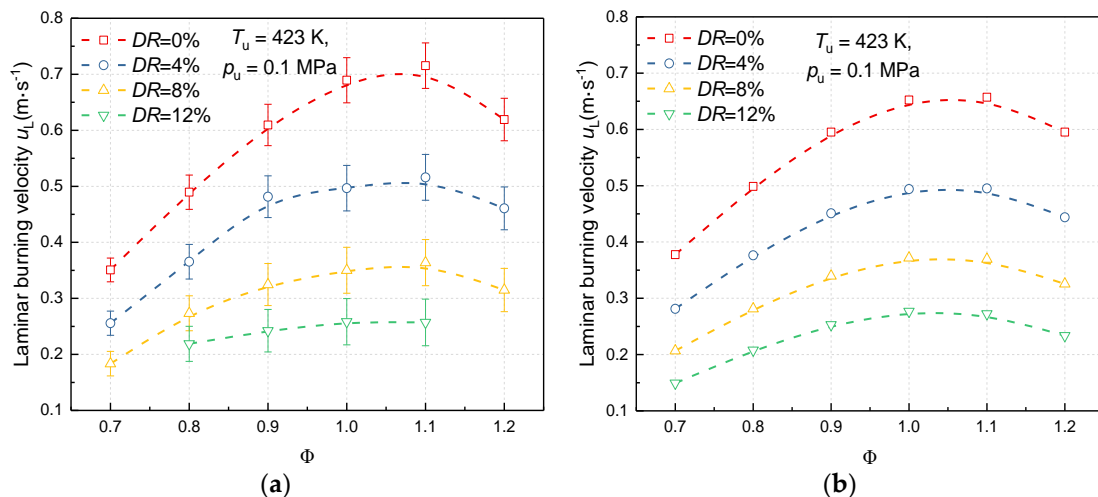 0.8
0.7
0.6
0.5
0.4
0.3
0.2
0.1
Laminar burning velocity uL(m·s-1)
DR=0%
DR=4%
DR=8%
DR=12%
Tu = 423 K,
pu = 0.1 MPa
0.7 0.8 0.9 1.0 1.1 1.2
Φ
(a)
0.8
0.7
0.6
0.5
0.4
0.3
0.2
0.1
Laminar burning velocity uL(m·s-1)
DR=0%
DR=4%
DR=8%
DR=12%
Tu = 423 K,
pu = 0.1 MPa
0.7 0.8 0.9 1.0 1.1 1.2
Φ
(b)